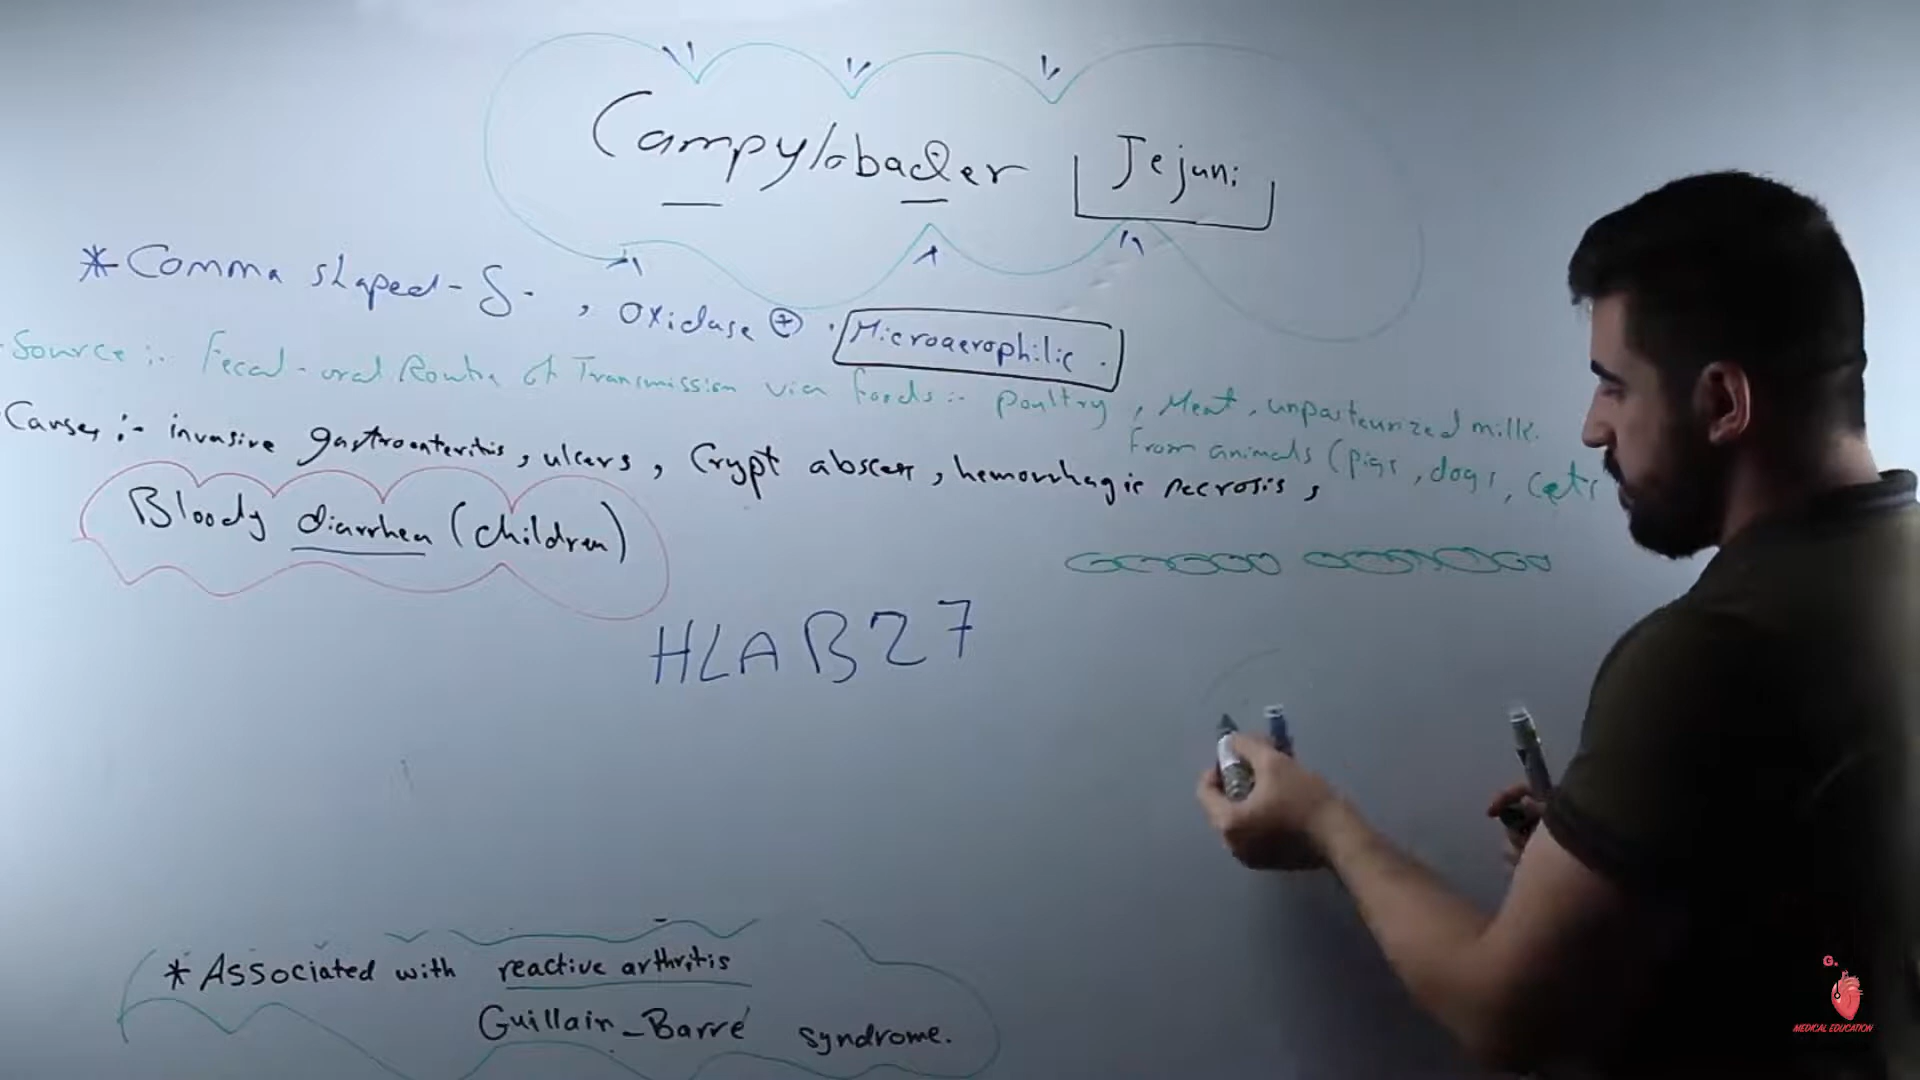 Campylobacter Jejuni
* Comma shaped - S. , oxidase + . Microaerophilic .
Source :- Fecal-oral Route of Transmission via foods :- poultry , Meat , unpasteurized milk.
From animals (pigs , dogs , cats
Causes :- invasive gastroenteritis , ulcers , Crypt abscess , hemorrhagic necrosis ,
Bloody diarrhea (children)
HLAB27
* Associated with reactive arthritis
Guillain-Barré syndrome.
G.
MEDICAL EDUCATION